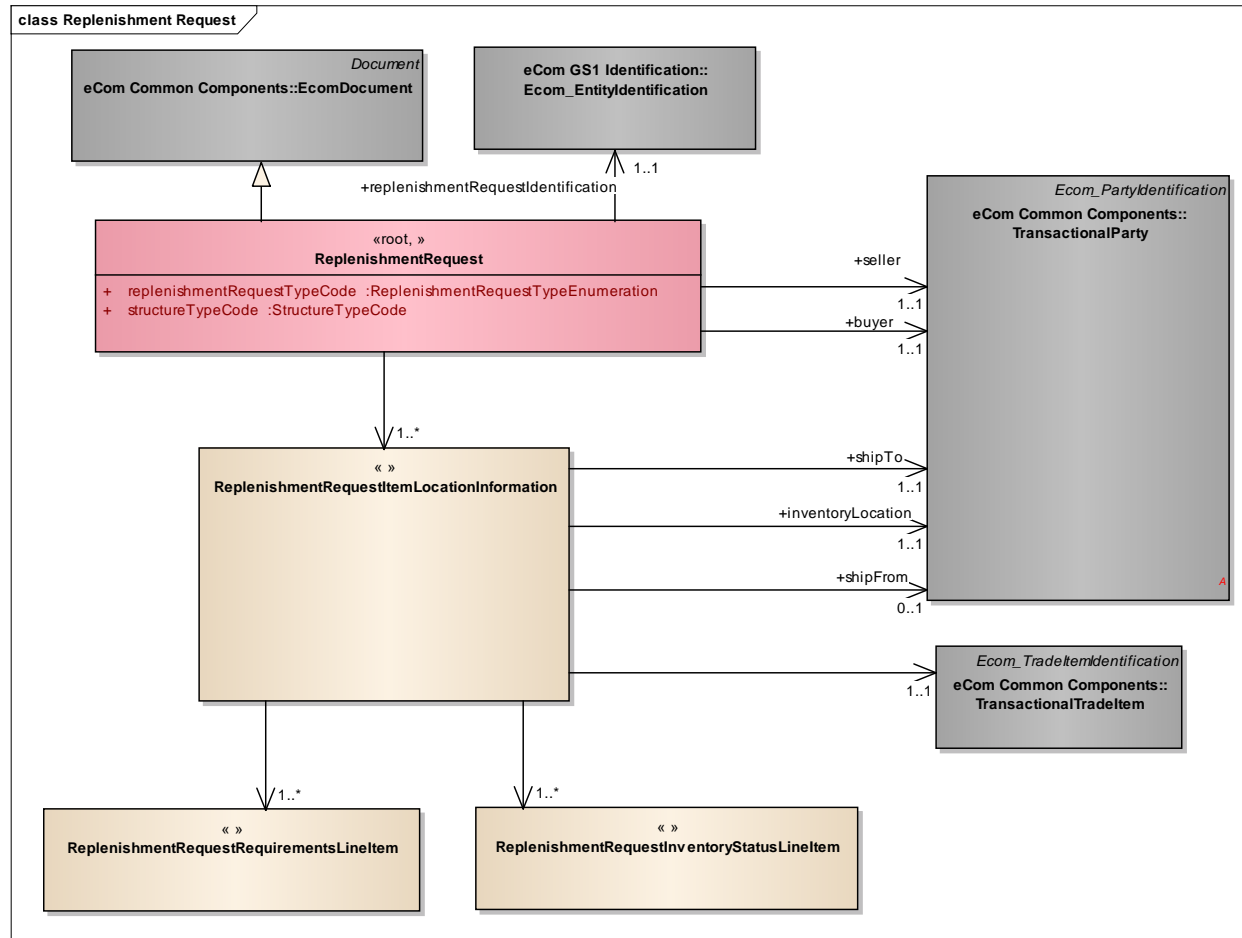 class Replenishment Request
Document
eCom Common Components::EcomDocument
eCom GS1 Identification::
Ecom_EntityIdentification
1..1
+replenishmentRequestIdentification
Ecom_PartyIdentification
eCom Common Components::
TransactionalParty
«root, »
ReplenishmentRequest
+ replenishmentRequestTypeCode :ReplenishmentRequestTypeEnumeration
+ structureTypeCode :StructureTypeCode
+seller
1..1
+buyer
1..1
1..*
« »
ReplenishmentRequestItemLocationInformation
+shipTo
1..1
+inventoryLocation
1..1
+shipFrom
0..1
A
Ecom_TradeItemIdentification
eCom Common Components::
TransactionalTradeItem
1..1
1..*
1..*
« »
ReplenishmentRequestRequirementsLineItem
« »
ReplenishmentRequestInventoryStatusLineItem